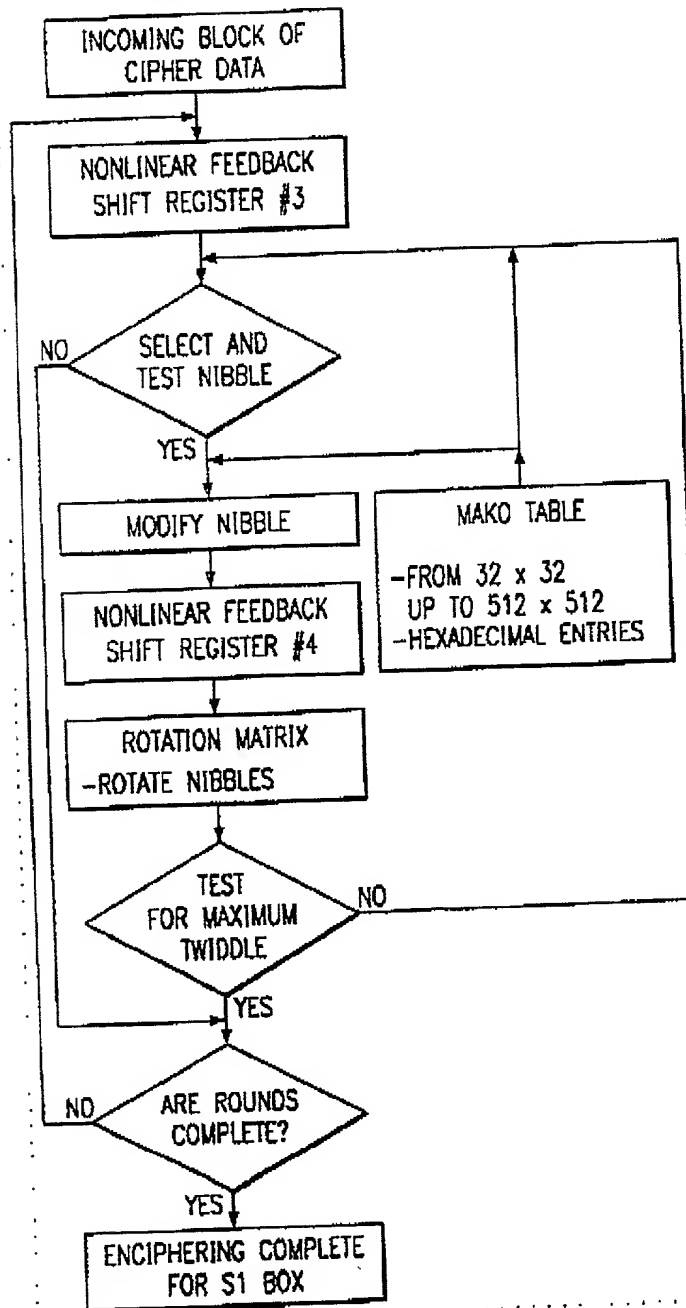 INCOMING BLOCK OF
CIPHER DATA
NONLINEAR FEEDBACK
SHIFT REGISTER #3
NO
SELECT AND
TEST NIBBLE
YES
MODIFY NIBBLE
MAKO TABLE
-FROM 32 x 32
UP TO 512 x 512
-HEXADECIMAL ENTRIES
NONLINEAR FEEDBACK
SHIFT REGISTER #4
ROTATION MATRIX
-ROTATE NIBBLES
TEST
FOR MAXIMUM
TWIDDLE
NO
YES
NO
ARE ROUNDS
COMPLETE?
YES
ENCIPHERING COMPLETE
FOR S1 BOX